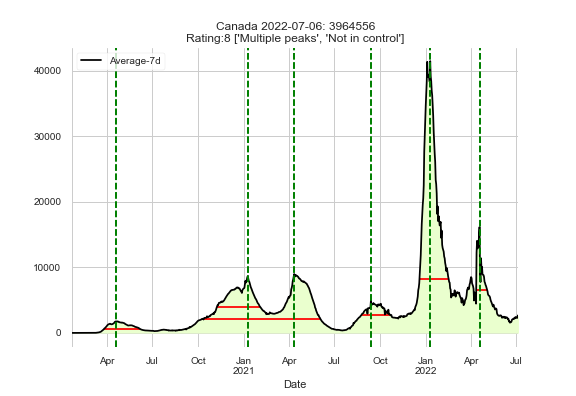 Canada 2022-07-06: 3964556
Rating:8 ['Multiple peaks', 'Not in control']
Average-7d
40000
30000
20000
10000
0
Apr Jul Oct Jan Apr Jul Oct Jan Apr Jul
2021 2022
Date